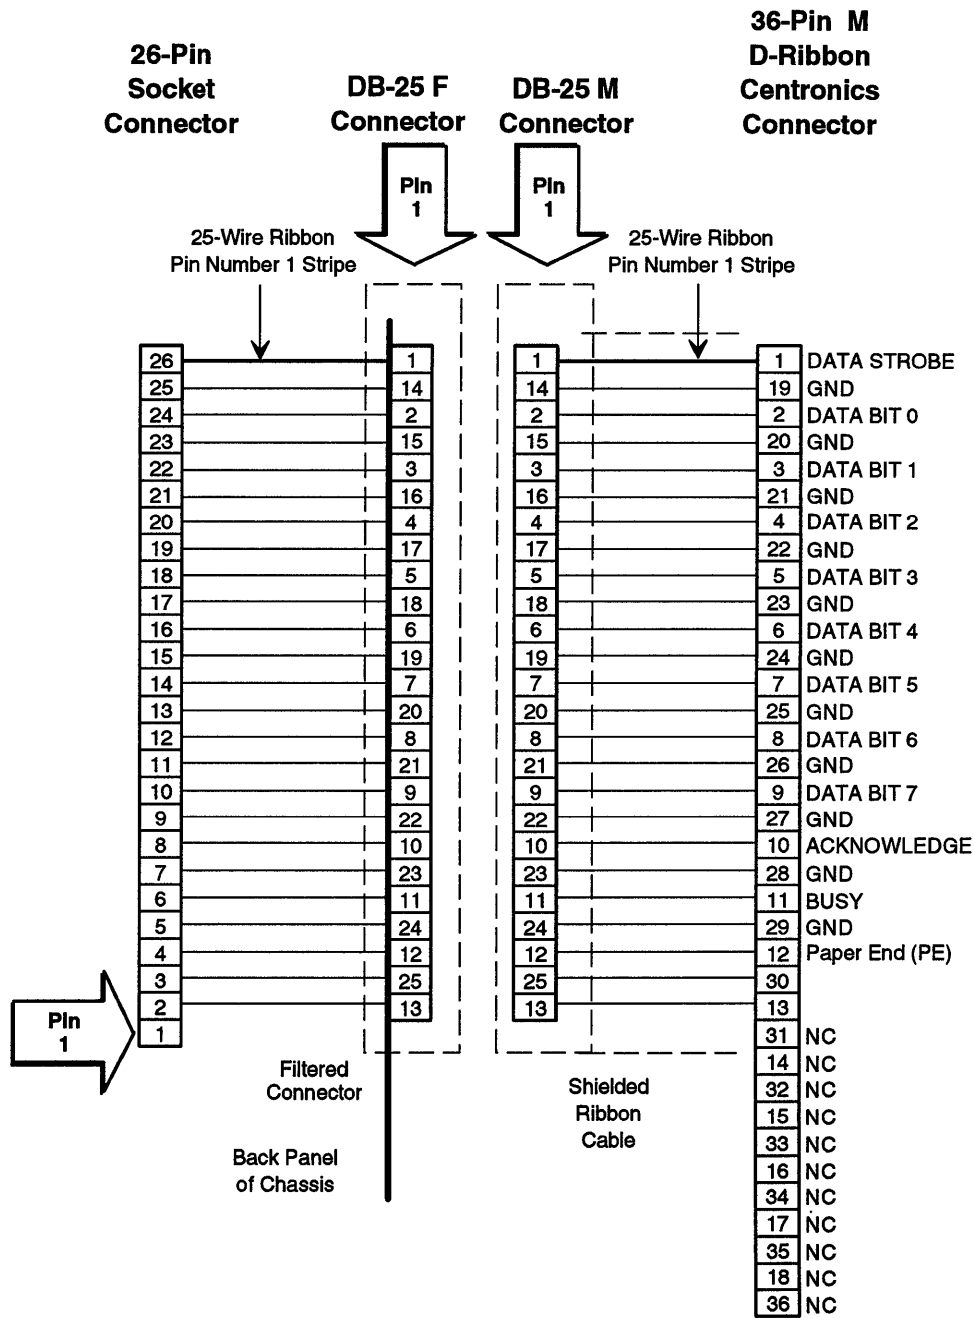 26-Pin
Socket
Connector
DB-25 F
Connector
DB-25 M
Connector
36-Pin M
D-Ribbon
Centronics
Connector
Pin
1
Pin
1
25-Wire Ribbon
Pin Number 1 Stripe
25-Wire Ribbon
Pin Number 1 Stripe
26 1 1 1 DATA STROBE
25 14 14 19 GND
24 2 2 2 DATA BIT 0
23 15 15 20 GND
22 3 3 3 DATA BIT 1
21 16 16 21 GND
20 4 4 4 DATA BIT 2
19 17 17 22 GND
18 5 5 5 DATA BIT 3
17 18 18 23 GND
16 6 6 6 DATA BIT 4
15 19 19 24 GND
14 7 7 7 DATA BIT 5
13 20 20 25 GND
12 8 8 8 DATA BIT 6
11 21 21 26 GND
10 9 9 9 DATA BIT 7
9 22 22 27 GND
8 10 10 10 ACKNOWLEDGE
7 23 23 28 GND
6 11 11 11 BUSY
5 24 24 29 GND
4 12 12 12 Paper End (PE)
3 25 25 30
2 13 13 13
1 31 NC
Pin
1
14 NC
32 NC
15 NC
33 NC
16 NC
34 NC
17 NC
35 NC
18 NC
36 NC
Filtered
Connector
Shielded
Ribbon
Cable
Back Panel
of Chassis